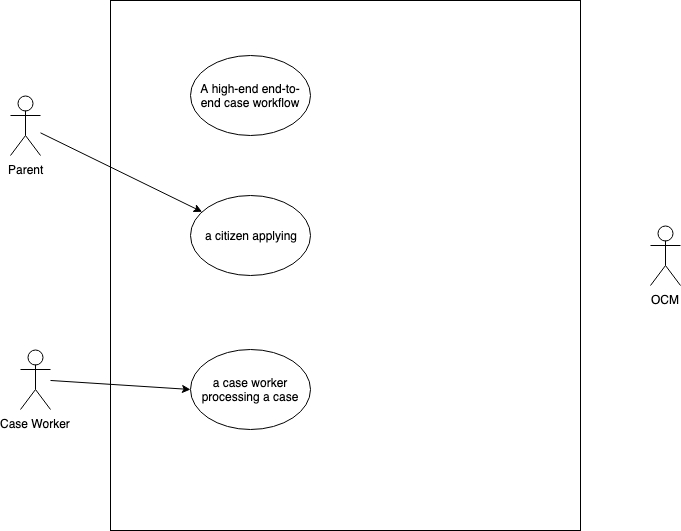 A high-end end-to-
end case workflow
Parent
a citizen applying
OCM
a case worker
processing a case
Case Worker